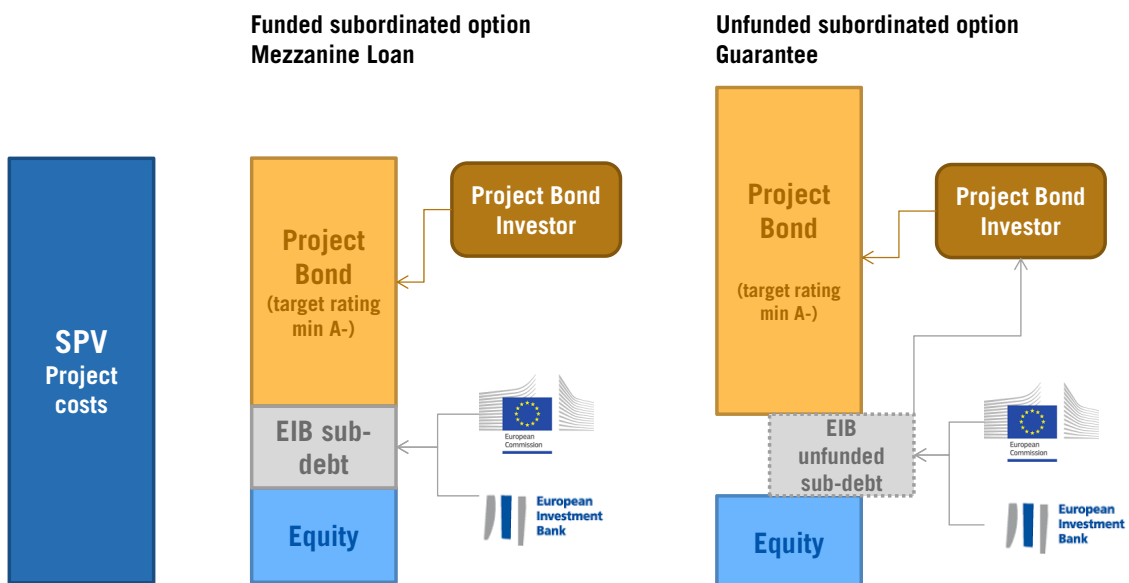 Funded subordinated option
Mezzanine Loan
Unfunded subordinated option
Guarantee
SPV
Project
costs
Project
Bond
(target rating
min A-)
EIB sub-
debt
Equity
Project Bond
Investor
European
Commission
European
Investment
Bank
Project
Bond
(target rating
min A-)
EIB
unfunded
sub-debt
Equity
Project Bond
Investor
European
Commission
European
Investment
Bank